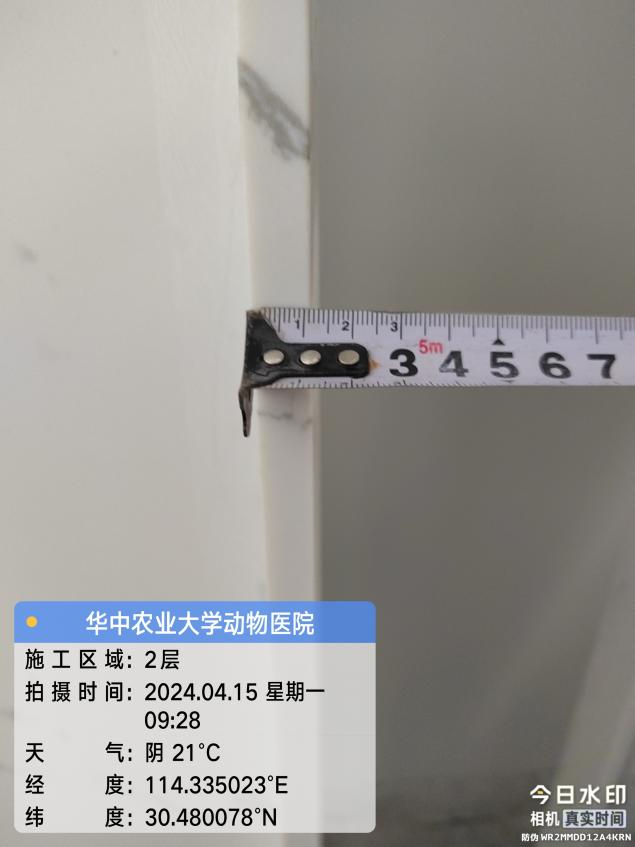 1 2 3
5m
3 4 5 6 7
华中农业大学动物医院
施工区域：2层
拍摄时间：2024.04.15 星期一
09:28
天气：阴 21℃
经度：114.335023°E
纬度：30.480078°N
今日水印
相机 真实时间
防伪 WR2MMDD12A4KRN